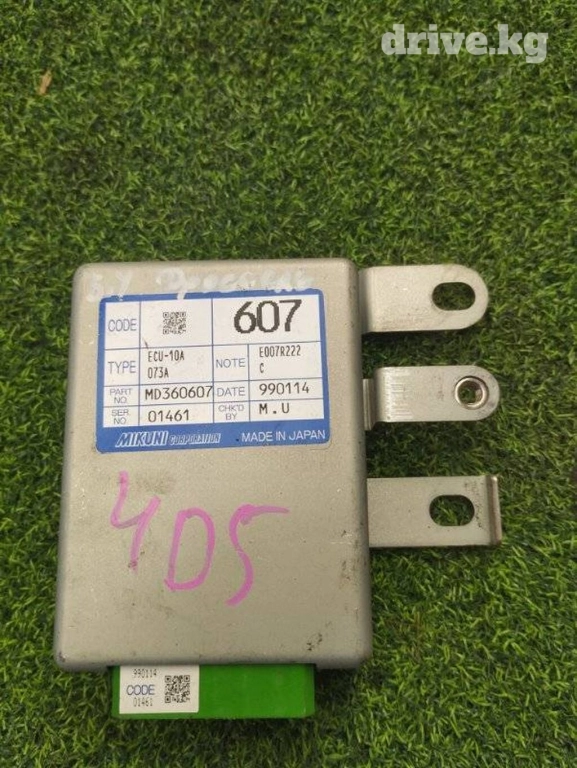 drive.kg
CODE 607
TYPE ECU-10A 073A NOTE E007R222 C
PART NO. MD360607 DATE 990114
SER. NO 01461 CHK'D BY M.U
MIKUNI CORPORATION MADE IN JAPAN
4D5
990114
CODE
01461